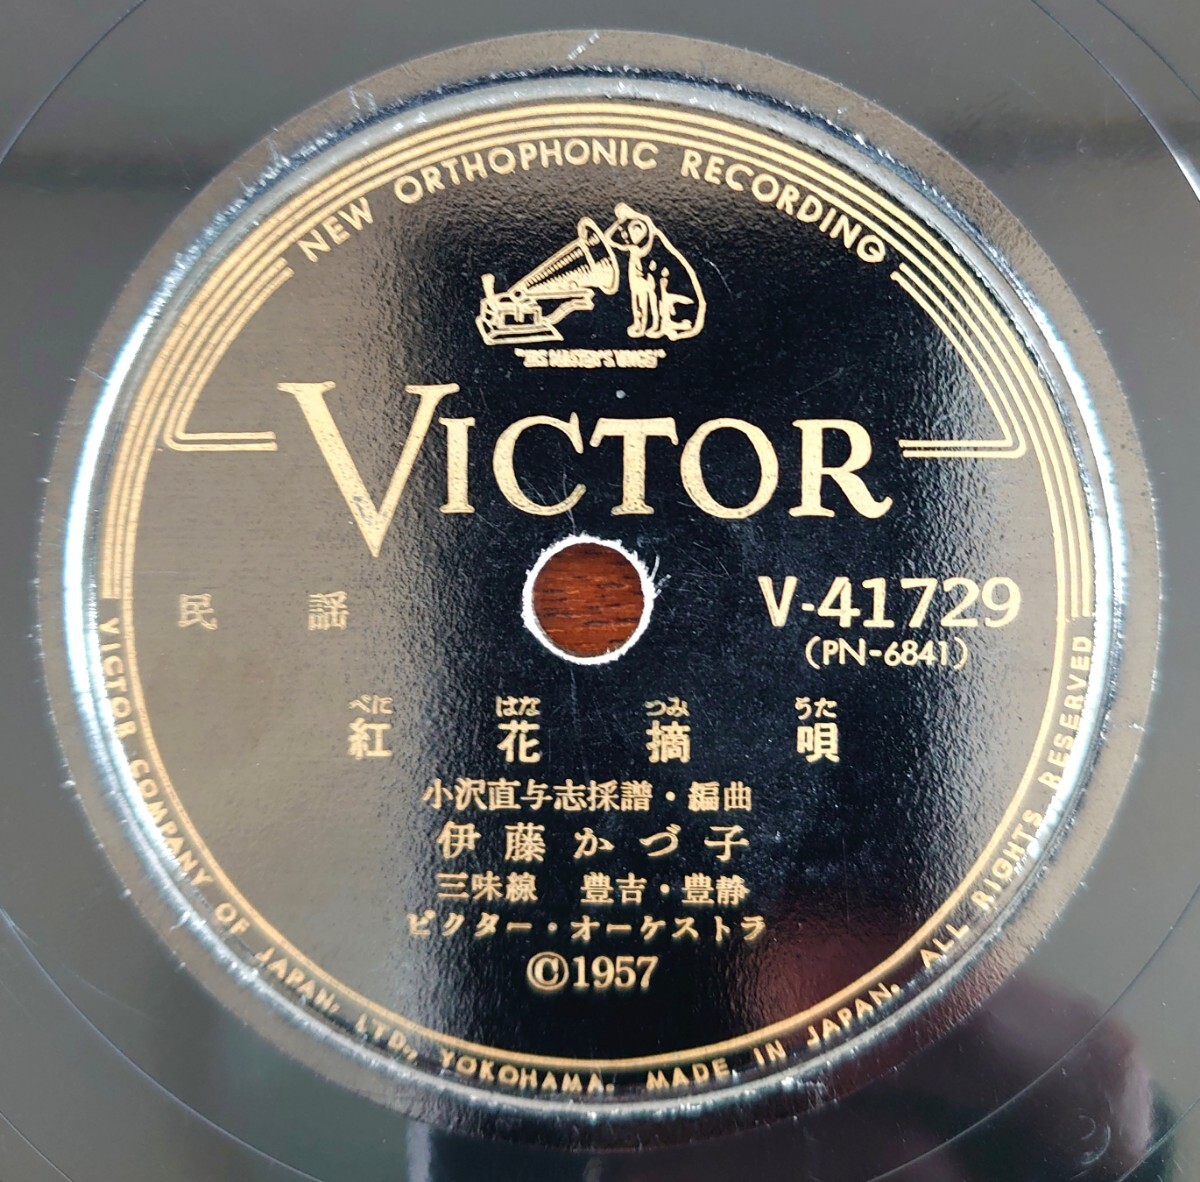 NEW ORTHOPHONIC RECORDING
"HIS MASTER'S VOICE"
VICTOR
民謡
V-41729
(PN-6841)
べに はな つみ うた
紅花摘唄
小沢直与志採譜・編曲
伊藤かづ子
三味線 豊吉・豊静
ビクター・オーケストラ
©1957
VICTOR COMPANY OF JAPAN, LTD., YOKOHAMA. MADE IN JAPAN. ALL RIGHTS RESERVED